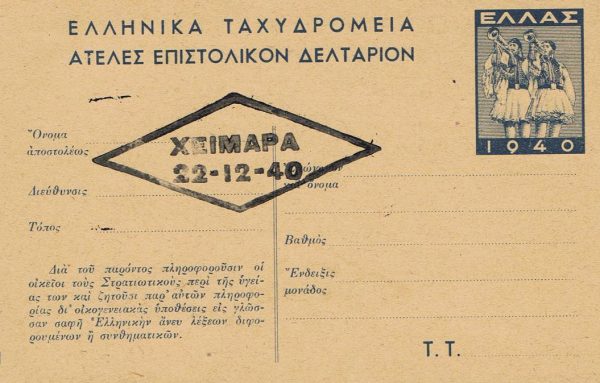 ΕΛΛΗΝΙΚΑ ΤΑΧΥΔΡΟΜΕΙΑ
ΑΤΕΛΕΣ ΕΠΙΣΤΟΛΙΚΟΝ ΔΕΛΤΑΡΙΟΝ
ΕΛΛΑΣ
1940
ΧΕΙΜΑΡΑ
22-12-40
Ὄνομα
ἀποστολέως
Διεύθυνσις
Τόπος
Διὰ τοῦ παρόντος πληροφοροῦσιν οἱ
οἰκεῖοι τοὺς Στρατιωτικοὺς περὶ τῆς ὑγεί-
ας των καὶ ζητοῦσι παρ' αὐτῶν πληροφο-
ρίας δι' οἰκογενειακὰς ὑποθέσεις εἰς γλῶσ-
σαν σαφῆ Ἑλληνικὴν ἄνευ λέξεων διφο-
ρουμένων ἢ συνθηματικῶν.
ὄνομα
Βαθμὸς
Ἔνδειξις
μονάδος
Τ.Τ.